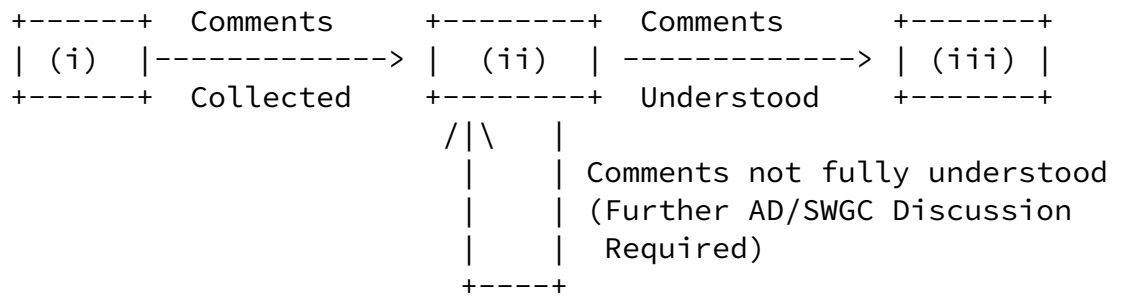 +------+  Comments     +--------+  Comments      +-------+
| (i)  |-------------> |  (ii)  | -------------> | (iii) |
+------+  Collected    +--------+  Understood    +-------+
                        /|\   |
                         |    | Comments not fully understood
                         |    | (Further AD/SWGC Discussion
                         |    |  Required)
                         +----+